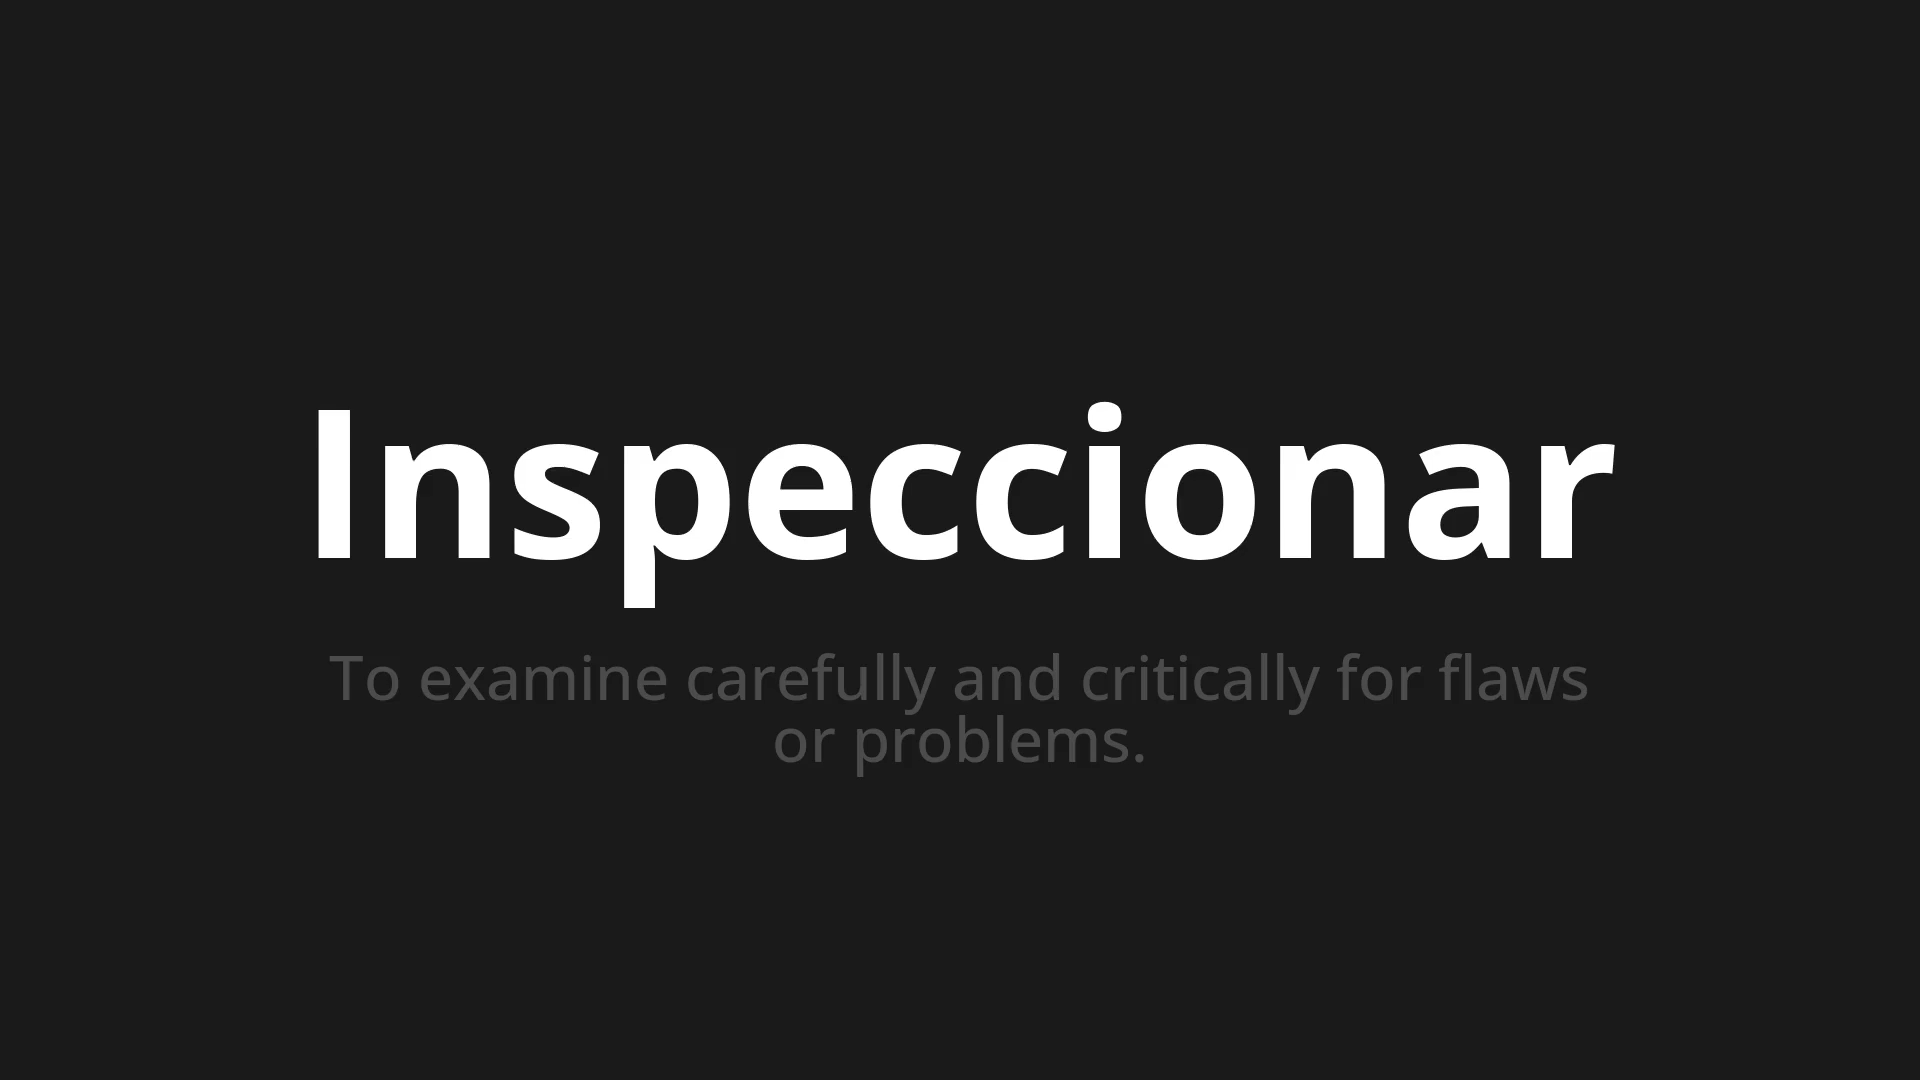 Inspeccionar
To examine carefully and critically for flaws
or problems.